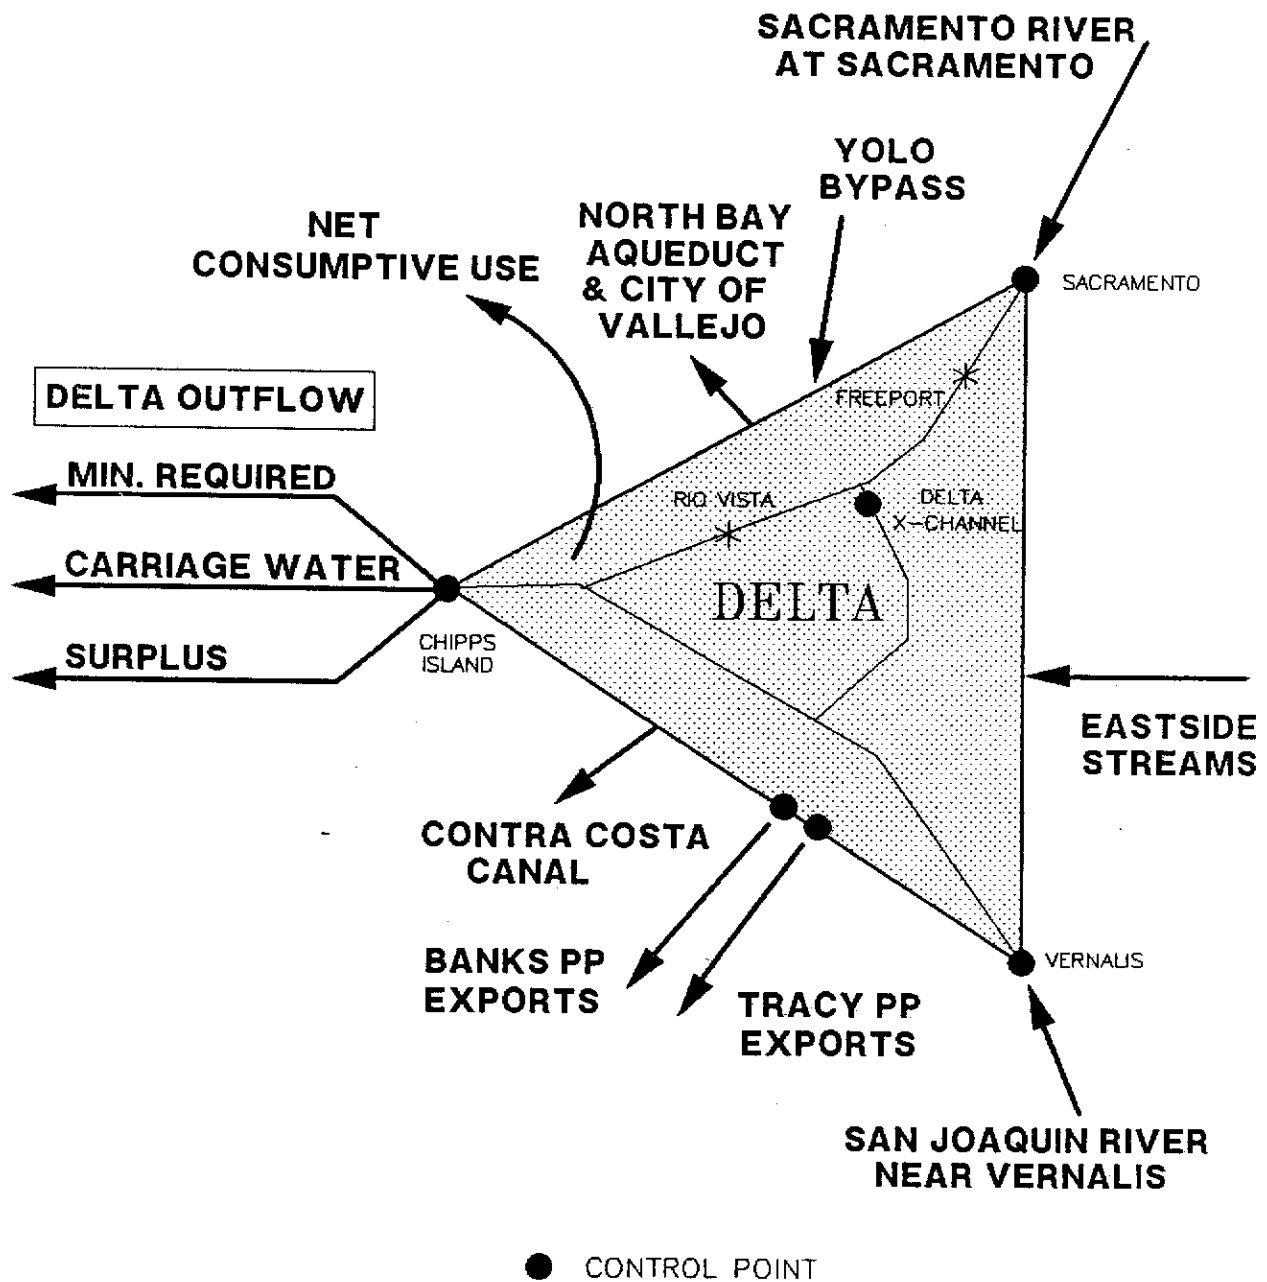 SACRAMENTO RIVER
AT SACRAMENTO
YOLO
BYPASS
NORTH BAY
AQUEDUCT
& CITY OF
VALLEJO
NET
CONSUMPTIVE USE
SACRAMENTO
DELTA OUTFLOW
FREEPORT
MIN. REQUIRED
RIO VISTA
DELTA
X-CHANNEL
CARRIAGE WATER
DELTA
CHIPPS
ISLAND
SURPLUS
EASTSIDE
STREAMS
CONTRA COSTA
CANAL
BANKS PP
EXPORTS
VERNALIS
TRACY PP
EXPORTS
SAN JOAQUIN RIVER
NEAR VERNALIS
CONTROL POINT